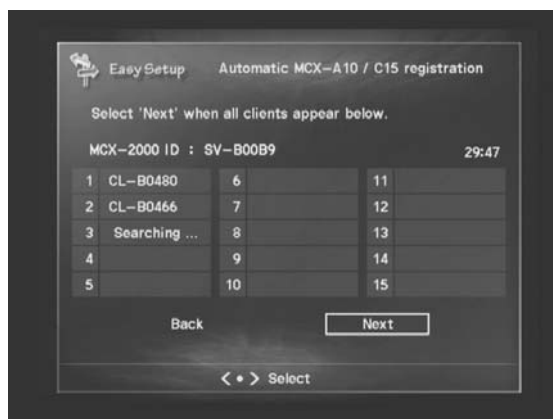 Easy Setup Automatic MCX-A10 / C15 registration
Select 'Next' when all clients appear below.
MCX-2000 ID : SV-B00B9 29:47
1 CL-B0480 6 11
2 CL-B0466 7 12
3 Searching ... 8 13
4 9 14
5 10 15
Back Next
< • > Select